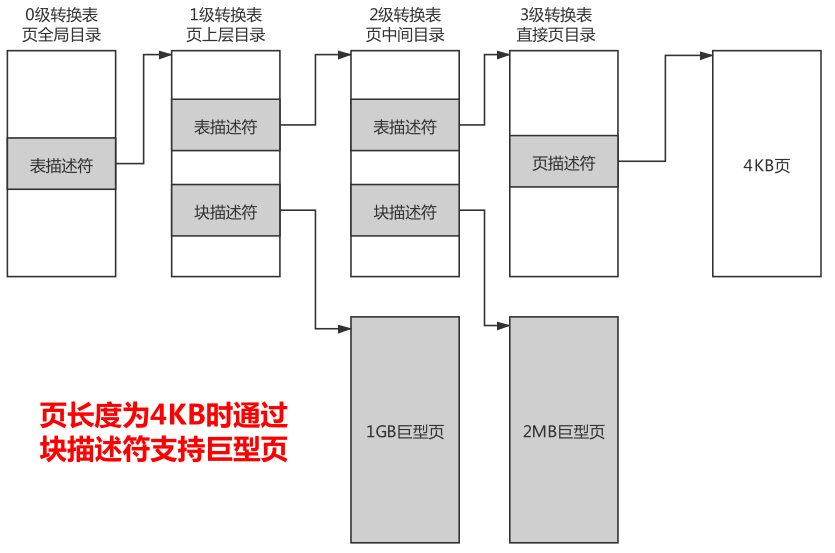 0级转换表
页全局目录
1级转换表
页上层目录
2级转换表
页中间目录
3级转换表
直接页目录
表描述符
表描述符
块描述符
表描述符
块描述符
页描述符
4KB页
1GB巨型页
2MB巨型页
页长度为4KB时通过
块描述符支持巨型页